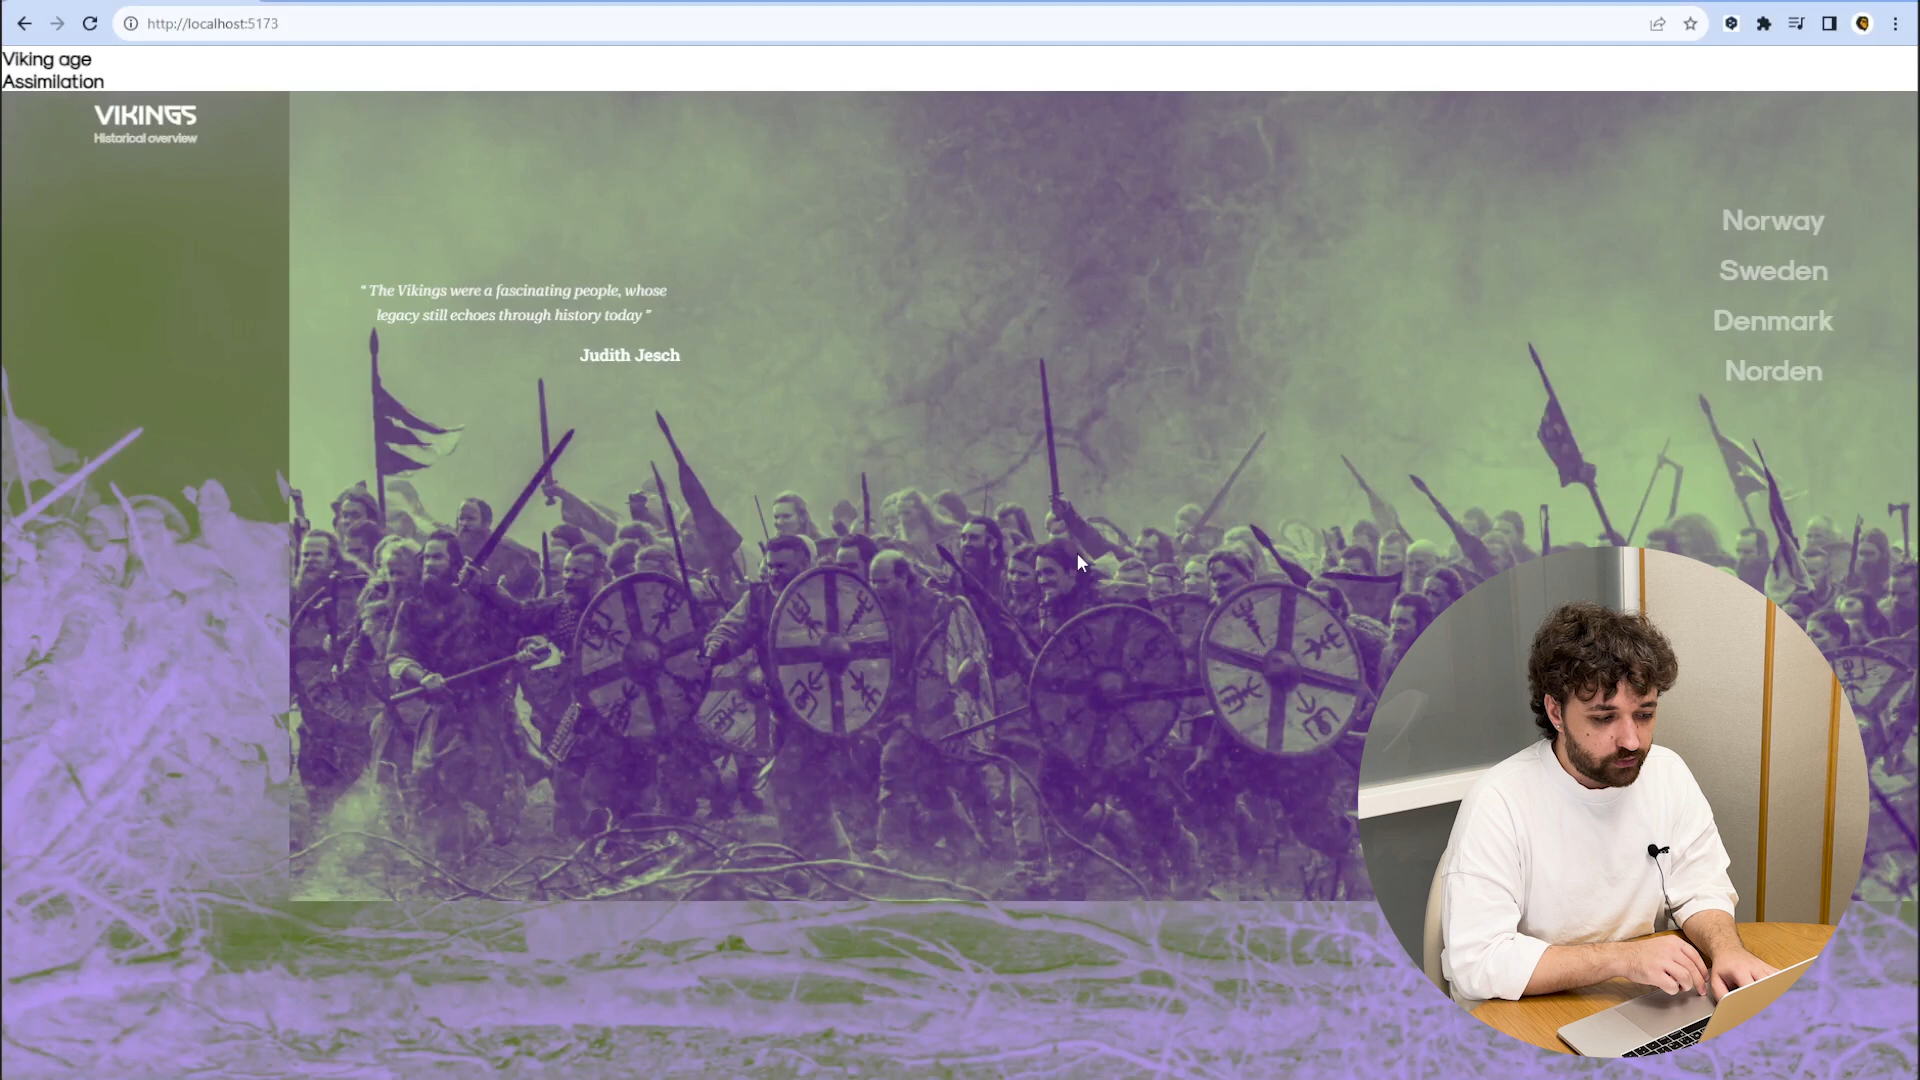 http://localhost:5173
Viking age
Assimilation
VIKINGS
Historical overview
“ The Vikings were a fascinating people, whose
legacy still echoes through history today ”
Judith Jesch
Norway
Sweden
Denmark
Norden